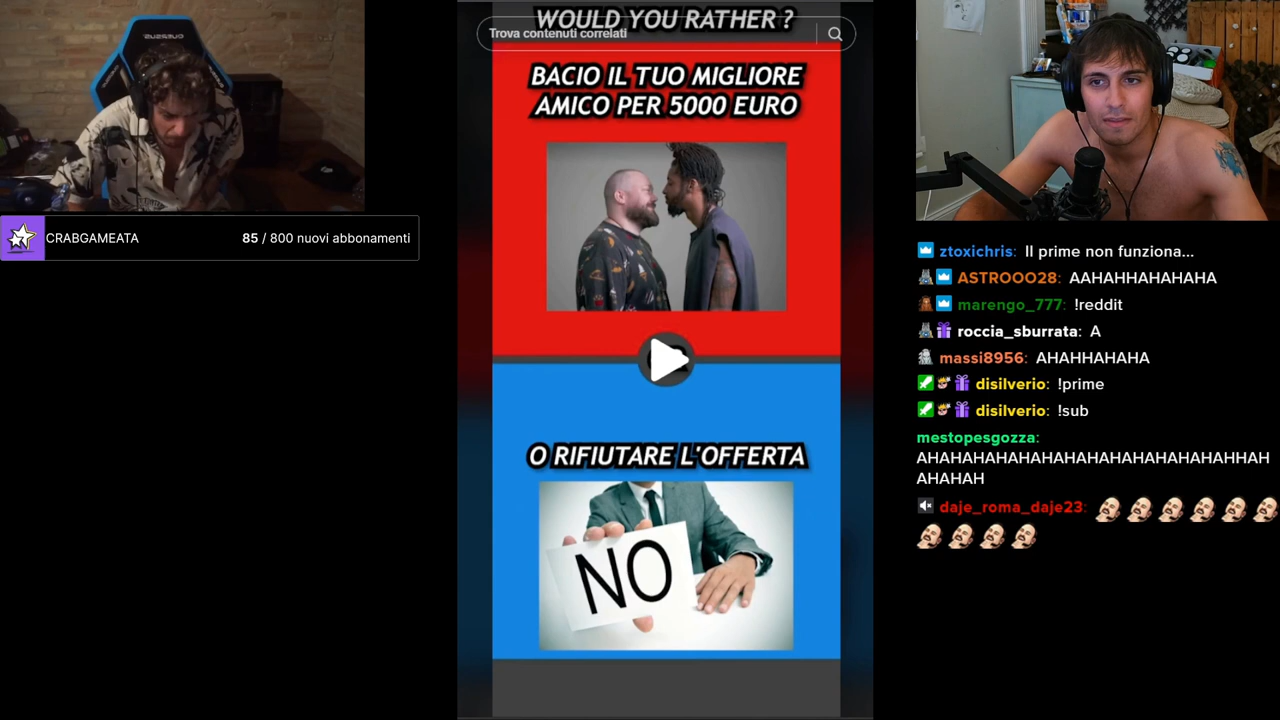 WOULD YOU RATHER ?
Trova contenuti correlati
BACIO IL TUO MIGLIORE
AMICO PER 5000 EURO
O RIFIUTARE L'OFFERTA
NO
CRABGAMEATA
85 / 800 nuovi abbonamenti
ztoxichris: Il prime non funziona...
ASTROOO28: AAHAHHAHAHAHA
marengo_777: !reddit
roccia_sburrata: A
massi8956: AHAHHAHAHA
disilverio: !prime
disilverio: !sub
mestopesgozza:
AHAHAHAHAHAHAHAHAHAHAHAHAHAHHAH
AHAHAH
daje_roma_daje23: